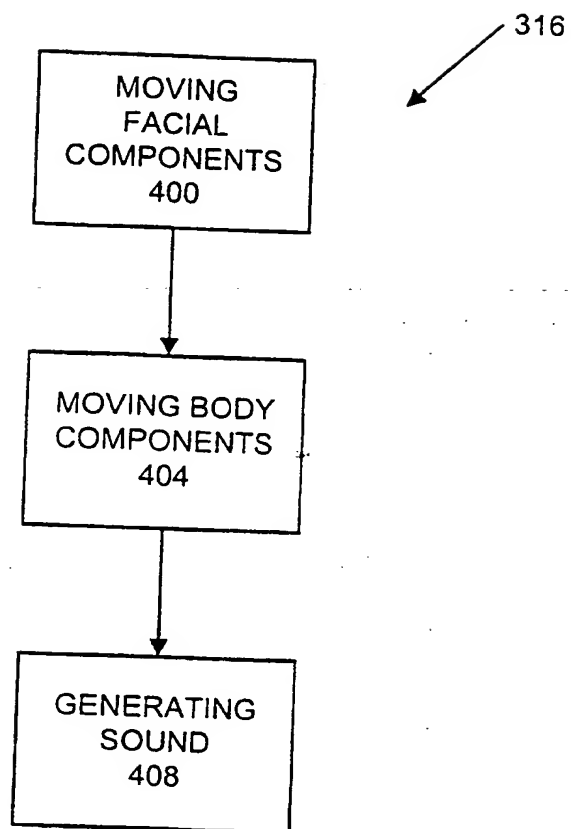 316
MOVING
FACIAL
COMPONENTS
400
MOVING BODY
COMPONENTS
404
GENERATING
SOUND
408